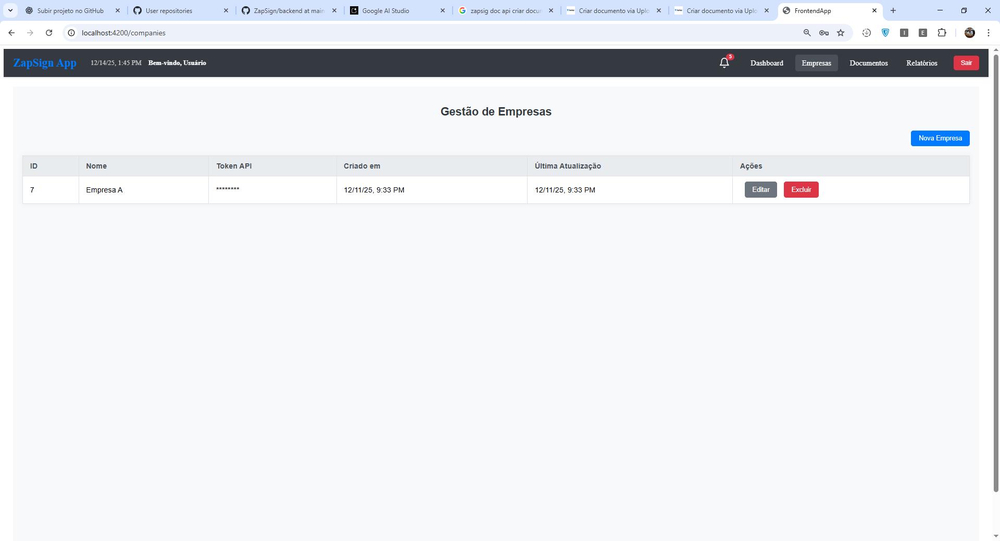 Subir projeto no GitHub
User repositories
ZapSign/backend at main
Google AI Studio
zapsig doc api criar docun
Criar documento via Uplo
Criar documento via Uplo
FrontendApp
localhost:4200/companies
I
E
ZapSign App
12/14/25, 1:45 PM
Bem-vindo, Usuário
5
Dashboard
Empresas
Documentos
Relatórios
Sair
Gestão de Empresas
Nova Empresa
ID Nome Token API Criado em Última Atualização Ações
7 Empresa A ******** 12/11/25, 9:33 PM 12/11/25, 9:33 PM Editar Excluir